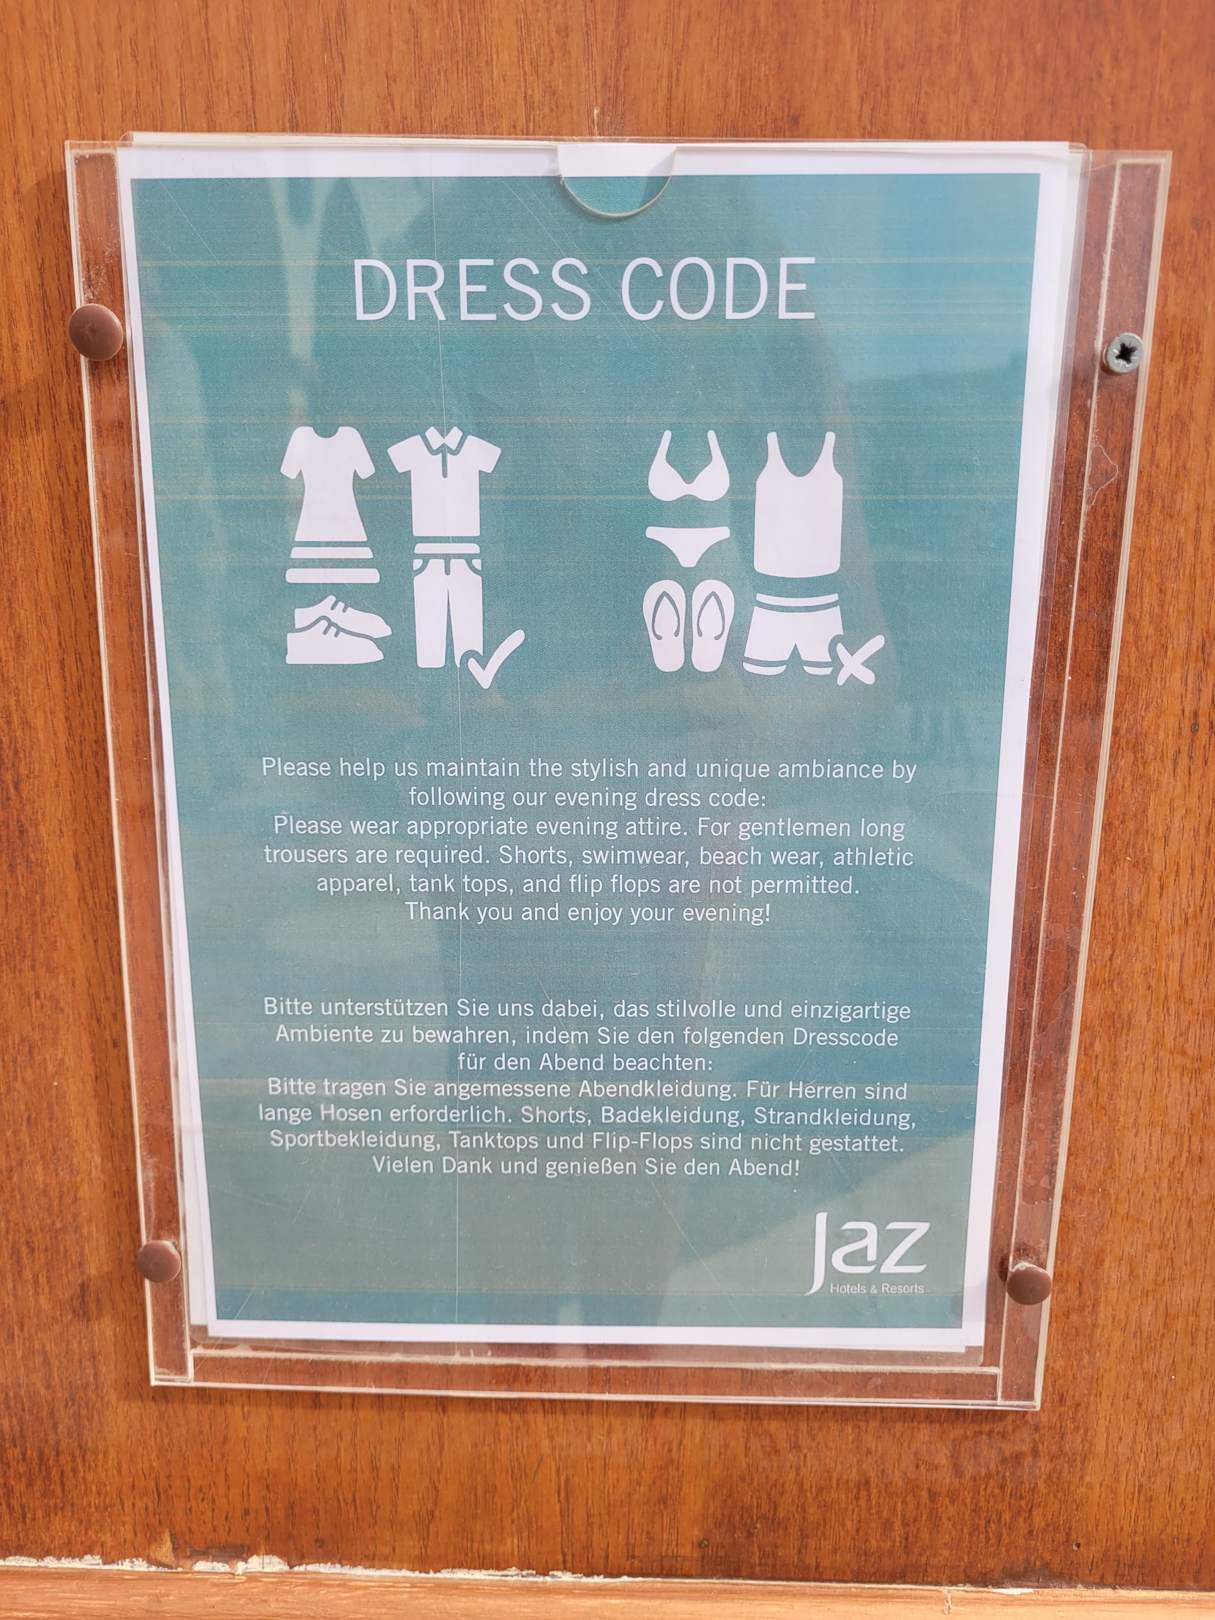 DRESS CODE
Please help us maintain the stylish and unique ambiance by
following our evening dress code:
Please wear appropriate evening attire. For gentlemen long
trousers are required. Shorts, swimwear, beach wear, athletic
apparel, tank tops, and flip flops are not permitted.
Thank you and enjoy your evening!
Bitte unterstützen Sie uns dabei, das stilvolle und einzigartige
Ambiente zu bewahren, indem Sie den folgenden Dresscode
für den Abend beachten:
Bitte tragen Sie angemessene Abendkleidung. Für Herren sind
lange Hosen erforderlich. Shorts, Badekleidung, Strandkleidung,
Sportbekleidung, Tanktops und Flip-Flops sind nicht gestattet.
Vielen Dank und genießen Sie den Abend!
Jaz
Hotels & Resorts